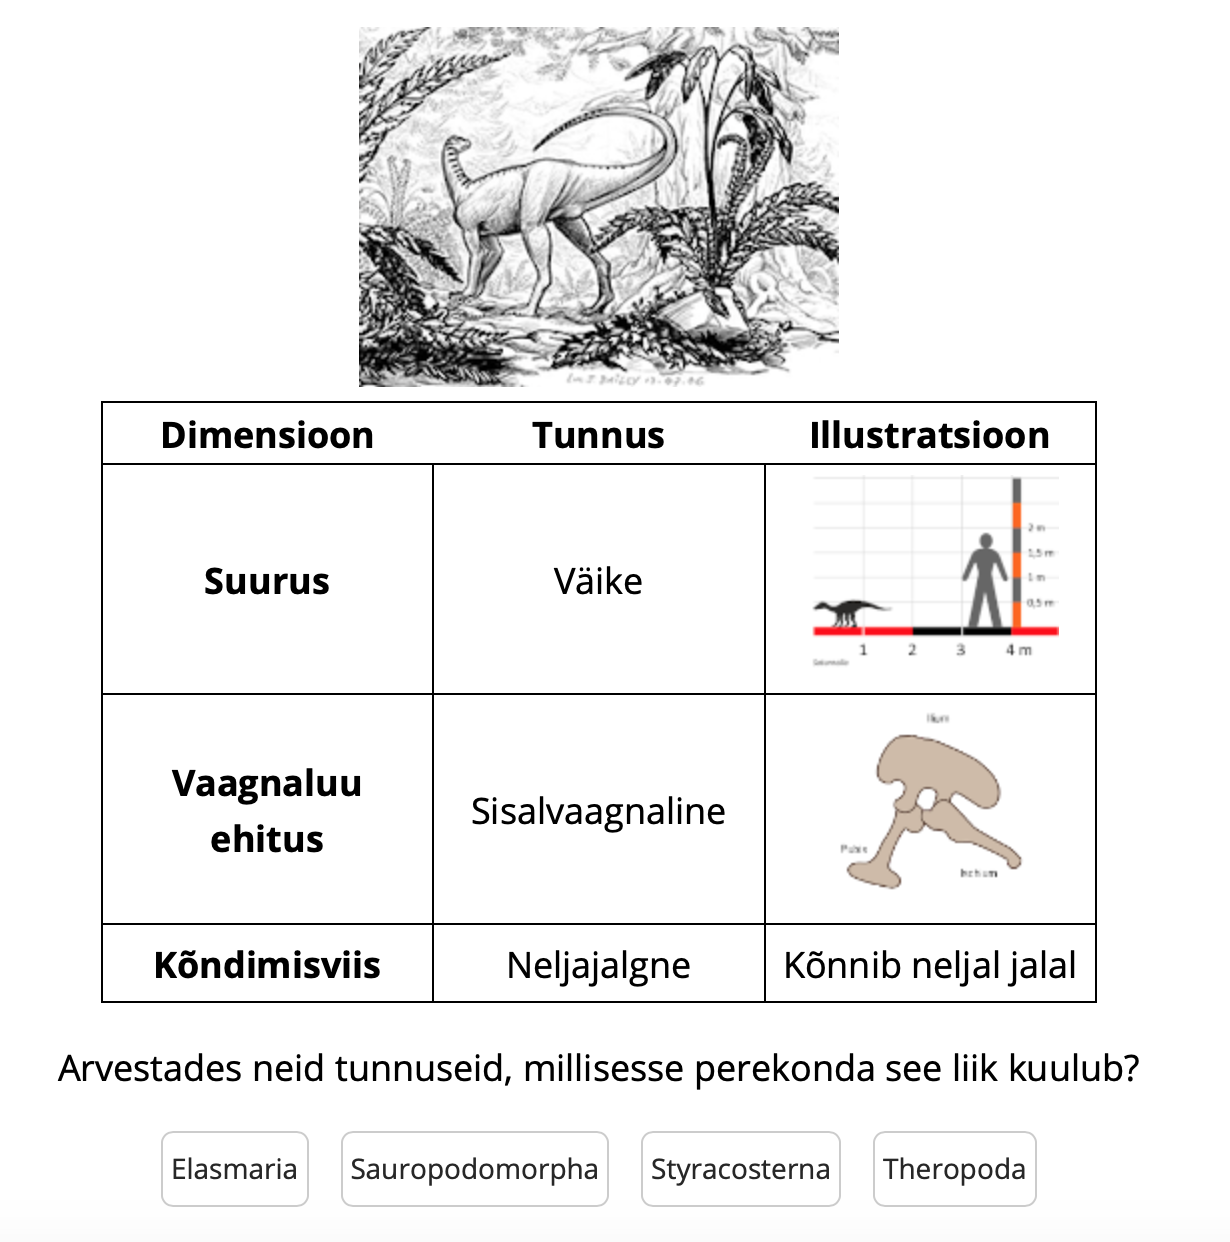 Dimensioon Tunnus Illustratsioon
Suurus Väike
2 m
1,5 m
1 m
0,5 m
1 2 3 4 m
Vaagnaluu
ehitus
Sisalvaagnaline
Ilium
Pubis
Ischium
Kõndimisviis Neljajalgne Kõnnib neljal jalal
Arvestades neid tunnuseid, millisesse perekonda see liik kuulub?
Elasmaria Sauropodomorpha Styracosterna Theropoda